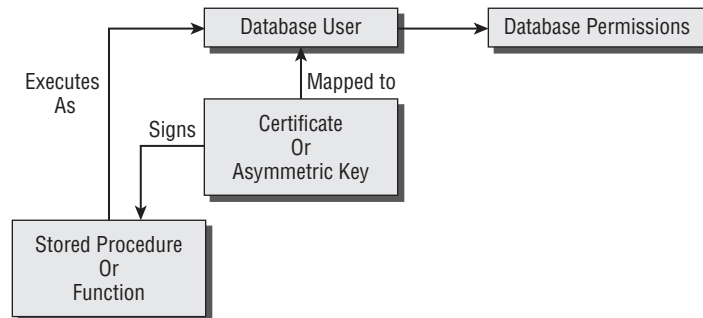 Database User
Database Permissions
Executes
As
Mapped to
Signs
Certificate
Or
Asymmetric Key
Stored Procedure
Or
Function